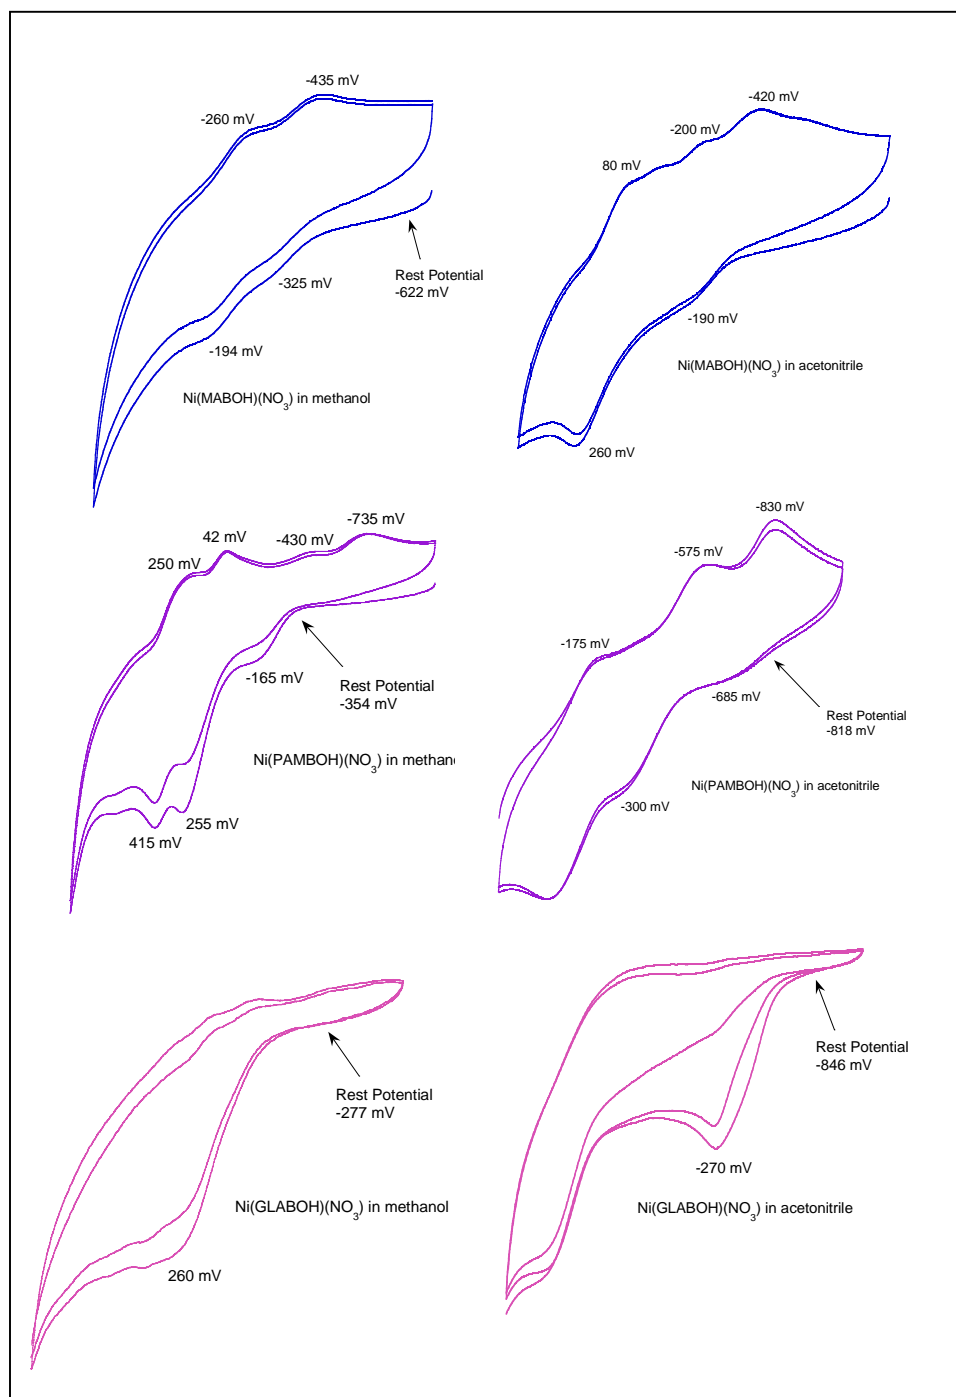 -435 mV
-260 mV
-325 mV
Rest Potential
-622 mV
-194 mV
Ni(MABOH)(NO3) in methanol
-420 mV
-200 mV
80 mV
-190 mV
Ni(MABOH)(NO3) in acetonitrile
260 mV
-735 mV
42 mV
-430 mV
250 mV
-165 mV
Rest Potential
-354 mV
Ni(PAMBOH)(NO3) in methano
255 mV
415 mV
-830 mV
-575 mV
-175 mV
-685 mV
Rest Potential
-818 mV
Ni(PAMBOH)(NO3) in acetonitrile
-300 mV
Rest Potential
-277 mV
Ni(GLABOH)(NO3) in methanol
260 mV
Rest Potential
-846 mV
-270 mV
Ni(GLABOH)(NO3) in acetonitrile